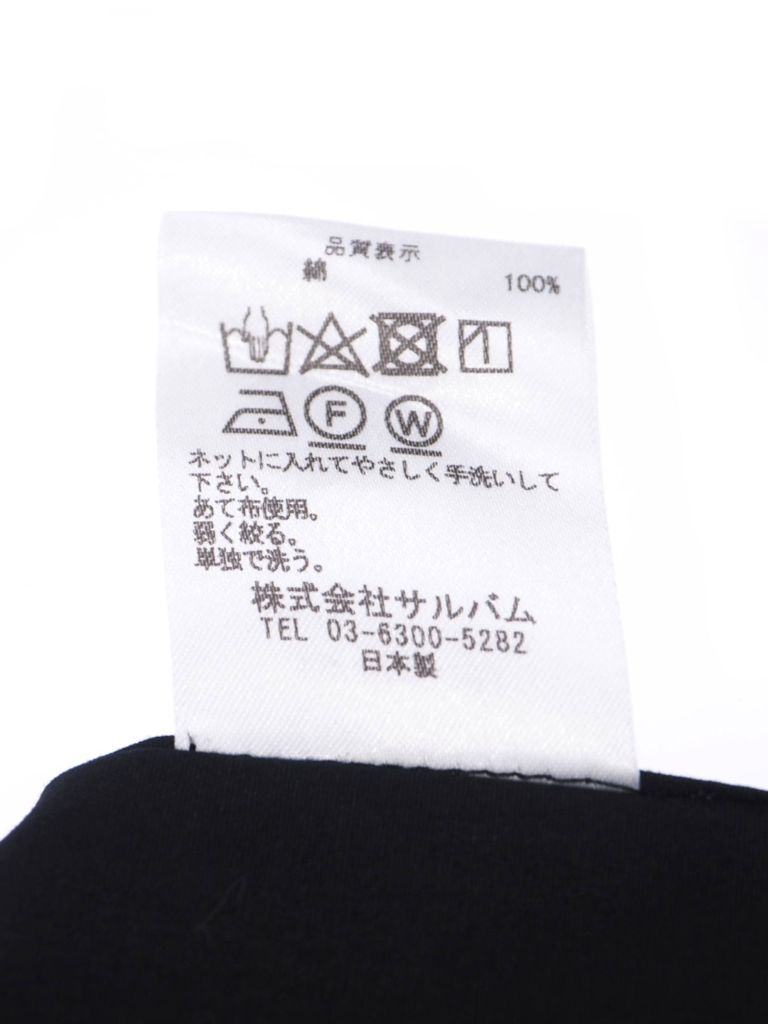 品質表示
綿 100%
F W
ネットに入れてやさしく手洗いして
下さい。
あて布使用。
弱く絞る。
単独で洗う。
株式会社サルバム
TEL 03-6300-5282
日本製